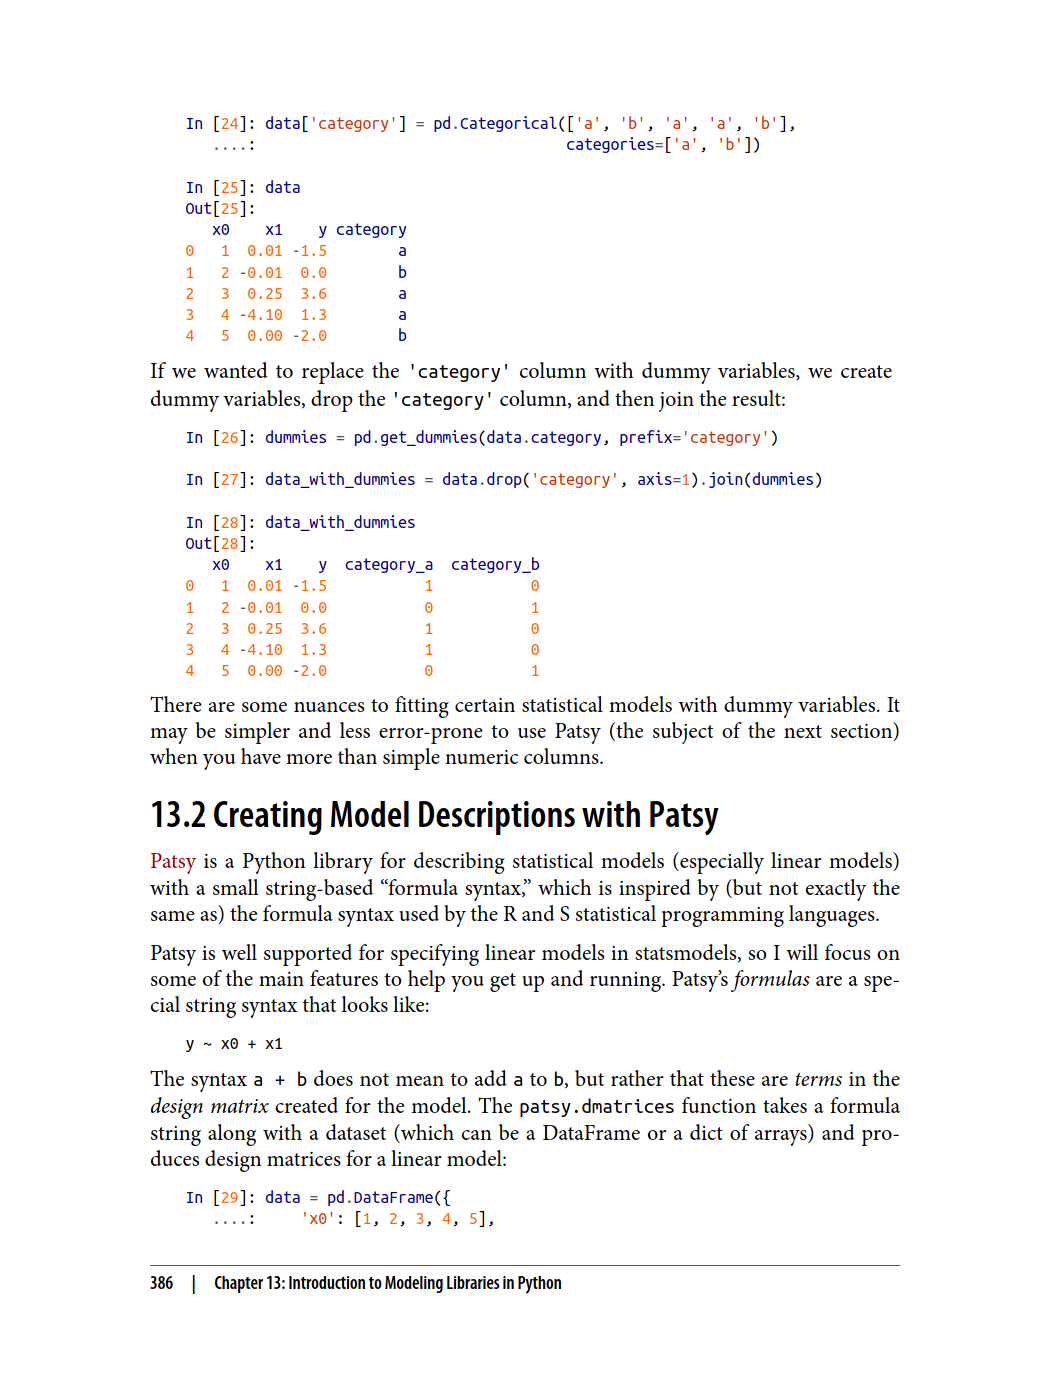 In [24]: data['category'] = pd.Categorical(['a', 'b', 'a', 'a', 'b'],
   ....:                                   categories=['a', 'b'])
In [25]: data
Out[25]:
   x0    x1    y category
0   1  0.01 -1.5        a
1   2 -0.01  0.0        b
2   3  0.25  3.6        a
3   4 -4.10  1.3        a
4   5  0.00 -2.0        b
If we wanted to replace the 'category' column with dummy variables, we create
dummy variables, drop the 'category' column, and then join the result:
In [26]: dummies = pd.get_dummies(data.category, prefix='category')
In [27]: data_with_dummies = data.drop('category', axis=1).join(dummies)
In [28]: data_with_dummies
Out[28]:
   x0    x1    y  category_a  category_b
0   1  0.01 -1.5           1           0
1   2 -0.01  0.0           0           1
2   3  0.25  3.6           1           0
3   4 -4.10  1.3           1           0
4   5  0.00 -2.0           0           1
There are some nuances to fitting certain statistical models with dummy variables. It
may be simpler and less error-prone to use Patsy (the subject of the next section)
when you have more than simple numeric columns.
13.2 Creating Model Descriptions with Patsy
Patsy is a Python library for describing statistical models (especially linear models)
with a small string-based “formula syntax,” which is inspired by (but not exactly the
same as) the formula syntax used by the R and S statistical programming languages.
Patsy is well supported for specifying linear models in statsmodels, so I will focus on
some of the main features to help you get up and running. Patsy’s formulas are a spe-
cial string syntax that looks like:
y ~ x0 + x1
The syntax a + b does not mean to add a to b, but rather that these are terms in the
design matrix created for the model. The patsy.dmatrices function takes a formula
string along with a dataset (which can be a DataFrame or a dict of arrays) and pro-
duces design matrices for a linear model:
In [29]: data = pd.DataFrame({
   ....:     'x0': [1, 2, 3, 4, 5],
386 | Chapter 13: Introduction to Modeling Libraries in Python